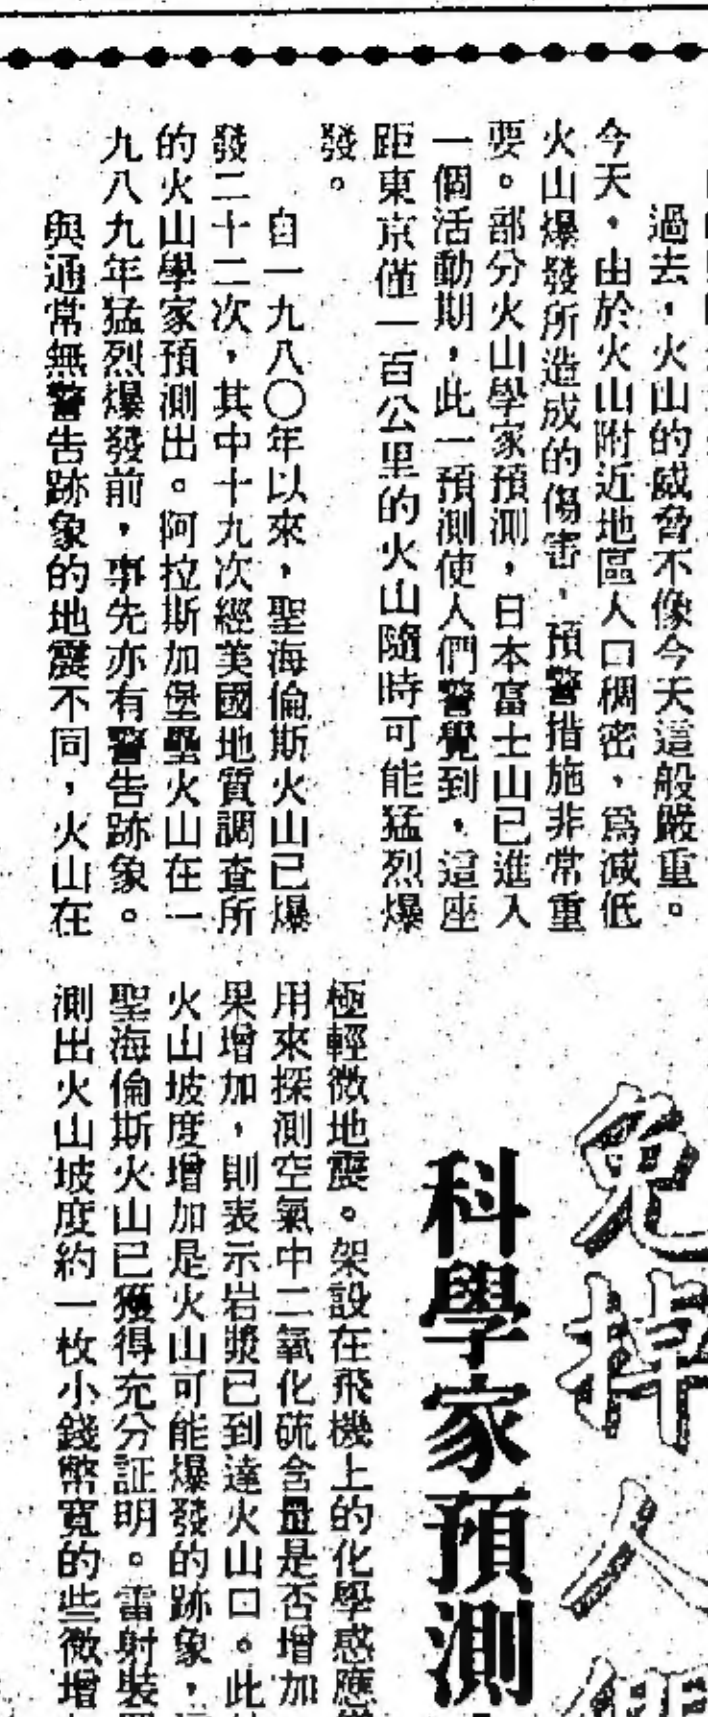 過去，火山的威脅不像今天這般嚴重。
今天，由於火山附近地區人口稠密，爲減低
火山爆發所造成的傷害，預警措施非常重
要。部分火山學家預測，日本富士山已進入
一個活動期，此一預測使人們警覺到，這座
距東京僅一百公里的火山隨時可能猛烈爆
發。
自一九八〇年以來，聖海倫斯火山已爆
發二十二次，其中十九次經美國地質調查所
的火山學家預測出。阿拉斯加堡壘火山在一
九八九年猛烈爆發前，事先亦有警告跡象。
與通常無警告跡象的地震不同，火山在
免掉人
科學家預測
極輕微地震。架設在飛機上的化學感應
用來探測空氣中二氧化硫含量是否增加
果增加，則表示岩漿已到達火山口。此
火山坡度增加是火山可能爆發的跡象，
聖海倫斯火山已獲得充分証明。雷射裝
測出火山坡度約一枚小錢幣寬的些微增